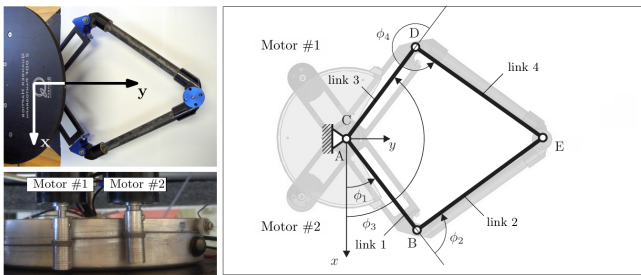 y
x
Motor #1
Motor #2
Motor #1
ϕ4
D
link 4
link 3
C
A
y
E
ϕ1
ϕ3
Motor #2
link 1
B
link 2
ϕ2
x